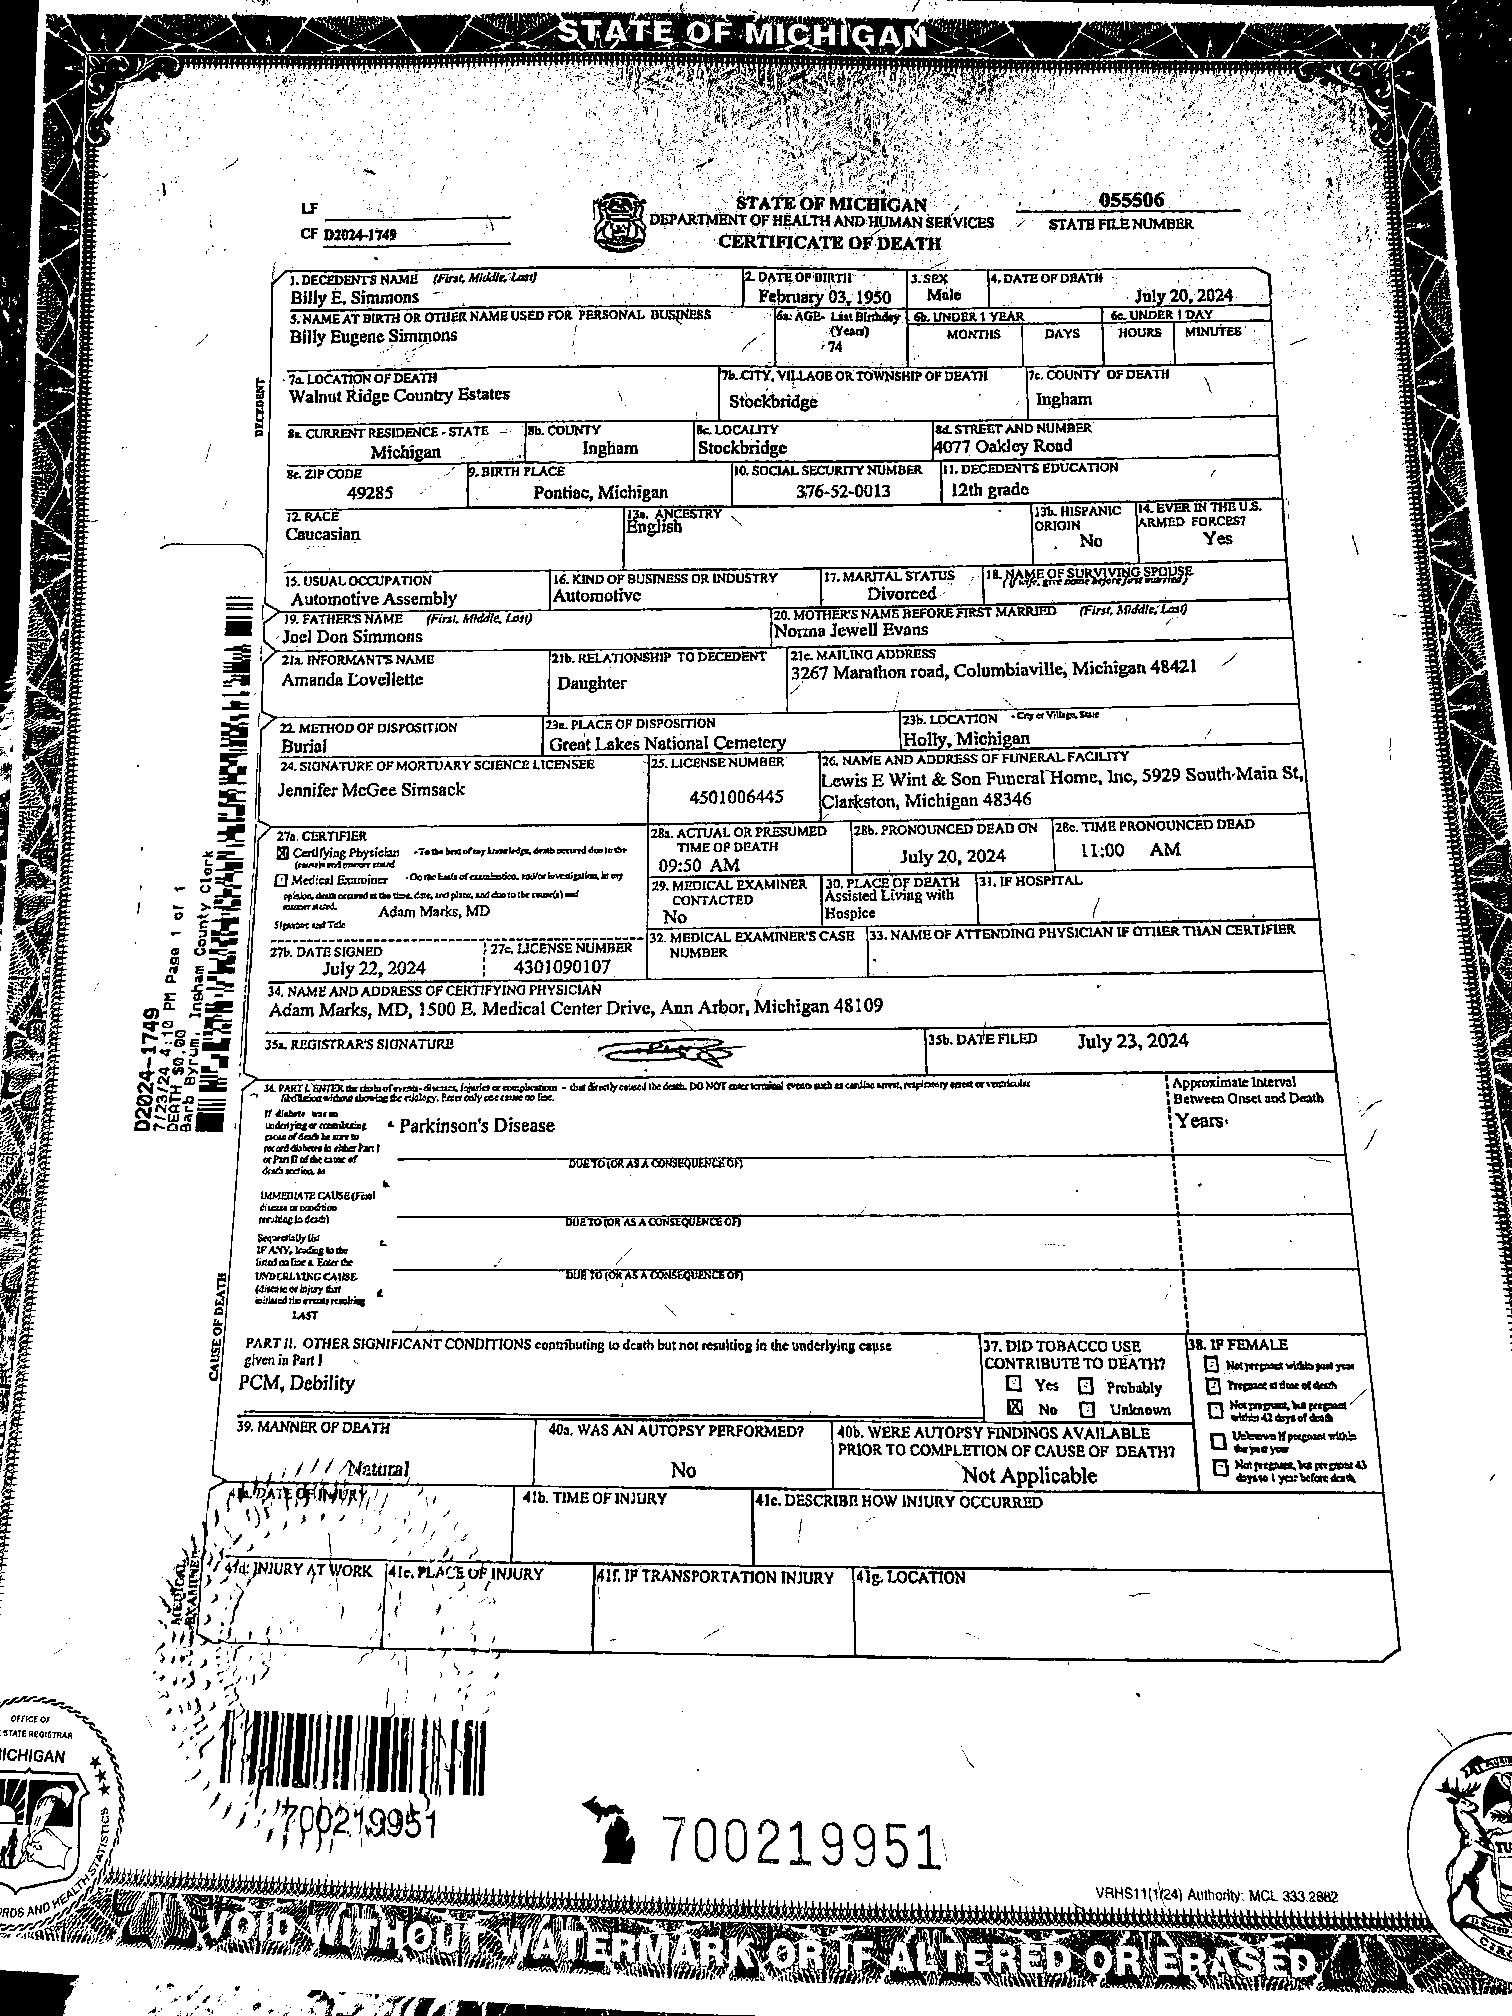 STATE OF MICHIGAN
LF
CF D2024-1749
STATE OF MICHIGAN
DEPARTMENT OF HEALTH AND HUMAN SERVICES
CERTIFICATE OF DEATH
055506
STATE FILE NUMBER
DECEDENT
1. DECEDENT'S NAME (First, Middle, Last)
Billy E. Simmons
2. DATE OF BIRTH
February 03, 1950
3. SEX
Male
4. DATE OF DEATH
July 20, 2024
5. NAME AT BIRTH OR OTHER NAME USED FOR PERSONAL BUSINESS
Billy Eugene Simmons
6a. AGE- Last Birthday
(Years)
74
6b. UNDER 1 YEAR
MONTHS DAYS
6c. UNDER 1 DAY
HOURS MINUTES
7a. LOCATION OF DEATH
Walnut Ridge Country Estates
7b. CITY, VILLAGE OR TOWNSHIP OF DEATH
Stockbridge
7c. COUNTY OF DEATH
Ingham
8a. CURRENT RESIDENCE - STATE
Michigan
8b. COUNTY
Ingham
8c. LOCALITY
Stockbridge
8d. STREET AND NUMBER
4077 Oakley Road
8e. ZIP CODE
49285
9. BIRTH PLACE
Pontiac, Michigan
10. SOCIAL SECURITY NUMBER
376-52-0013
11. DECEDENT'S EDUCATION
12th grade
12. RACE
Caucasian
13a. ANCESTRY
English
13b. HISPANIC
ORIGIN
No
14. EVER IN THE U.S.
ARMED FORCES?
Yes
15. USUAL OCCUPATION
Automotive Assembly
16. KIND OF BUSINESS OR INDUSTRY
Automotive
17. MARITAL STATUS
Divorced
18. NAME OF SURVIVING SPOUSE
(If wife, give name before first married)
19. FATHER'S NAME (First, Middle, Last)
Joel Don Simmons
20. MOTHER'S NAME BEFORE FIRST MARRIED (First, Middle, Last)
Norma Jewell Evans
21a. INFORMANT'S NAME
Amanda Lovellette
21b. RELATIONSHIP TO DECEDENT
Daughter
21c. MAILING ADDRESS
3267 Marathon road, Columbiaville, Michigan 48421
22. METHOD OF DISPOSITION
Burial
23a. PLACE OF DISPOSITION
Great Lakes National Cemetery
23b. LOCATION - City or Village, State
Holly, Michigan
24. SIGNATURE OF MORTUARY SCIENCE LICENSEE
Jennifer McGee Simsack
25. LICENSE NUMBER
4501006445
26. NAME AND ADDRESS OF FUNERAL FACILITY
Lewis E Wint & Son Funeral Home, Inc, 5929 South Main St,
Clarkston, Michigan 48346
27a. CERTIFIER
Certifying Physician - To the best of my knowledge, death occurred due to the
cause(s) and manner stated
Medical Examiner - On the basis of examination, and/or investigation, in my
opinion, death occurred at the time, date, and place, and due to the cause(s) and
manner stated.
Adam Marks, MD
Signature and Title
27b. DATE SIGNED
July 22, 2024
27c. LICENSE NUMBER
4301090107
28a. ACTUAL OR PRESUMED
TIME OF DEATH
09:50 AM
28b. PRONOUNCED DEAD ON
July 20, 2024
28c. TIME PRONOUNCED DEAD
11:00 AM
29. MEDICAL EXAMINER
CONTACTED
No
30. PLACE OF DEATH
Assisted Living with
Hospice
31. IF HOSPITAL
32. MEDICAL EXAMINER'S CASE
NUMBER
33. NAME OF ATTENDING PHYSICIAN IF OTHER THAN CERTIFIER
34. NAME AND ADDRESS OF CERTIFYING PHYSICIAN
Adam Marks, MD, 1500 E. Medical Center Drive, Ann Arbor, Michigan 48109
35a. REGISTRAR'S SIGNATURE
35b. DATE FILED
July 23, 2024
D2024-1749
7/23/24 4:10 PM Page 1 of 1
DEATH $0.00
Barb Byrum, Ingham County Clerk
CAUSE OF DEATH
36. PART I. ENTER the chain of events - diseases, injuries or complications - that directly caused the death. DO NOT enter terminal events such as cardiac arrest, respiratory arrest or ventricular
fibrillation without showing the etiology. Enter only one cause on line.
Approximate Interval
Between Onset and Death
If diabetes was an
underlying or contributing
cause of death be sure to
record diabetes in either Part I
or Part II of the cause of
death section, as
a. Parkinson's Disease
Years
DUE TO (OR AS A CONSEQUENCE OF)
IMMEDIATE CAUSE (Final
disease or condition
resulting in death)
b.
DUE TO (OR AS A CONSEQUENCE OF)
Sequentially list
IF ANY, leading to the
listed on line a. Enter the
UNDERLYING CAUSE
(disease or injury that
initiated the events resulting
LAST
c.
DUE TO (OR AS A CONSEQUENCE OF)
d.
PART II. OTHER SIGNIFICANT CONDITIONS contributing to death but not resulting in the underlying cause
given in Part I
PCM, Debility
37. DID TOBACCO USE
CONTRIBUTE TO DEATH?
Yes Probably
No Unknown
38. IF FEMALE
Not pregnant within past year
Pregnant at time of death
Not pregnant, but pregnant
within 42 days of death
Unknown if pregnant within
the past year
Not pregnant, but pregnant 43
days to 1 year before death
39. MANNER OF DEATH
Natural
40a. WAS AN AUTOPSY PERFORMED?
No
40b. WERE AUTOPSY FINDINGS AVAILABLE
PRIOR TO COMPLETION OF CAUSE OF DEATH?
Not Applicable
MEDICAL
EXAMINER
41a. DATE OF INJURY
41b. TIME OF INJURY
41c. DESCRIBE HOW INJURY OCCURRED
41d. INJURY AT WORK
41e. PLACE OF INJURY
41f. IF TRANSPORTATION INJURY
41g. LOCATION
700219951
700219951
OFFICE OF
STATE REGISTRAR
MICHIGAN
VRHS11(1/24) Authority: MCL 333.2882
VOID WITHOUT WATERMARK OR IF ALTERED OR ERASED